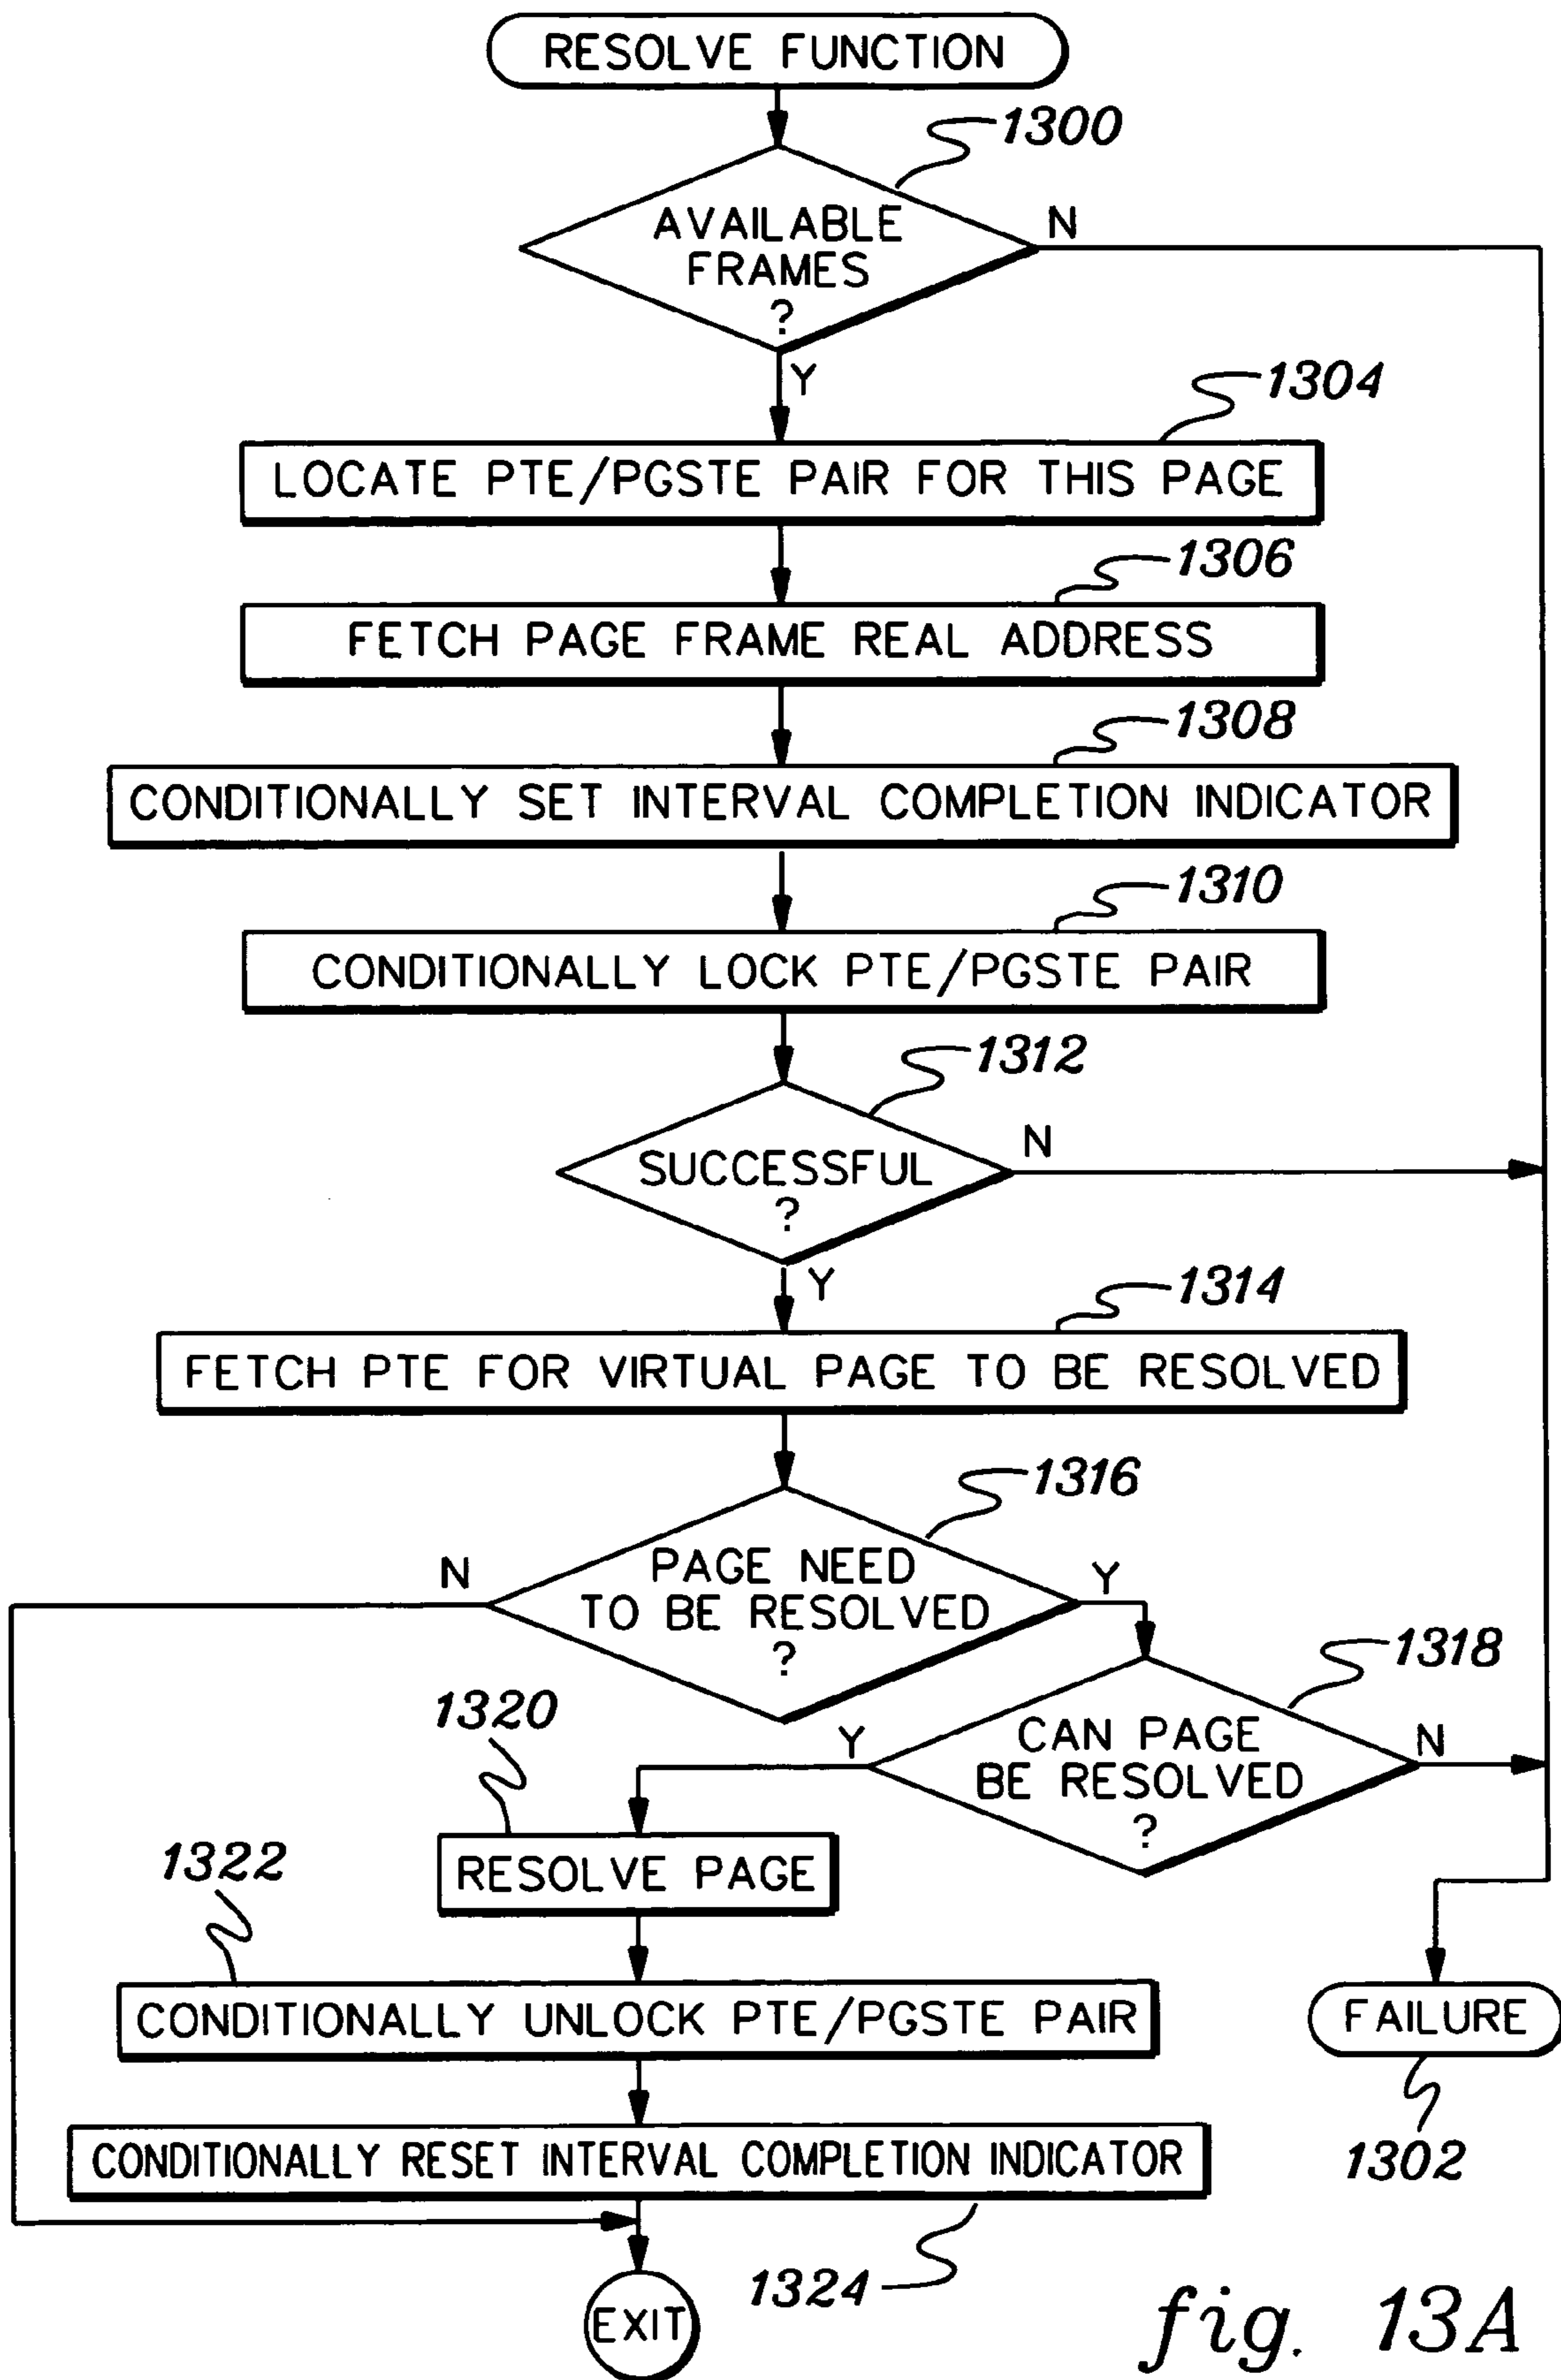 RESOLVE FUNCTION
1300
AVAILABLE
FRAMES
?
N
Y
1304
LOCATE PTE/PGSTE PAIR FOR THIS PAGE
1306
FETCH PAGE FRAME REAL ADDRESS
1308
CONDITIONALLY SET INTERVAL COMPLETION INDICATOR
1310
CONDITIONALLY LOCK PTE/PGSTE PAIR
1312
SUCCESSFUL
?
N
Y
1314
FETCH PTE FOR VIRTUAL PAGE TO BE RESOLVED
1316
PAGE NEED
TO BE RESOLVED
?
N
Y
1318
CAN PAGE
BE RESOLVED
?
Y
N
1320
RESOLVE PAGE
1322
CONDITIONALLY UNLOCK PTE/PGSTE PAIR
FAILURE
1302
CONDITIONALLY RESET INTERVAL COMPLETION INDICATOR
1324
EXIT
fig. 13A